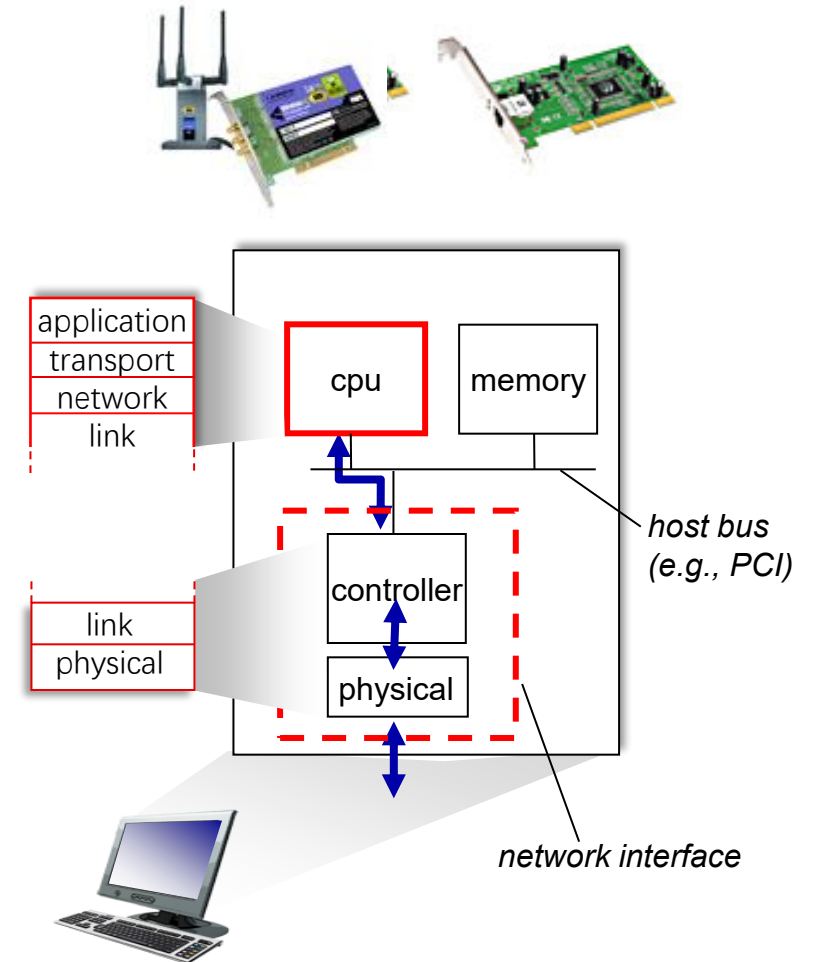 application
transport
network
link
cpu
memory
host bus
(e.g., PCI)
controller
link
physical
physical
network interface